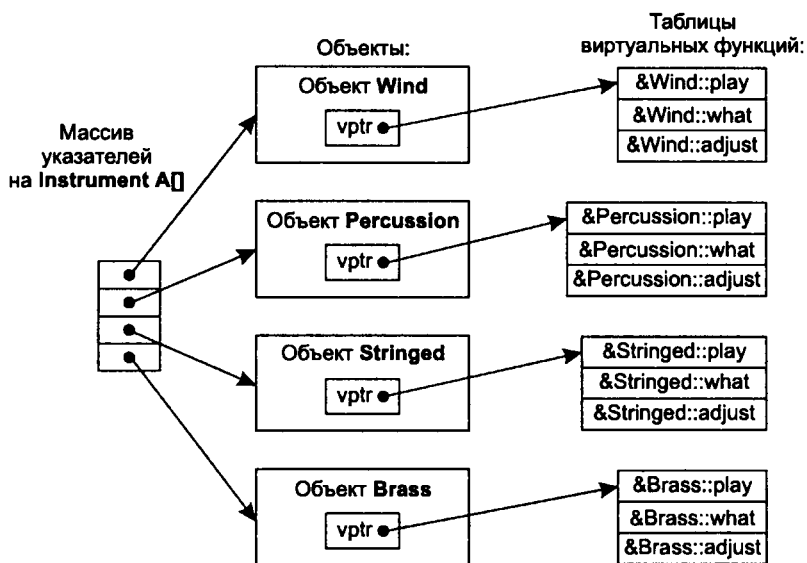 Массив
указателей
на Instrument A[]
Объекты:
Таблицы
виртуальных функций:
Объект Wind
vptr
&Wind::play
&Wind::what
&Wind::adjust
Объект Percussion
vptr
&Percussion::play
&Percussion::what
&Percussion::adjust
Объект Stringed
vptr
&Stringed::play
&Stringed::what
&Stringed::adjust
Объект Brass
vptr
&Brass::play
&Brass::what
&Brass::adjust